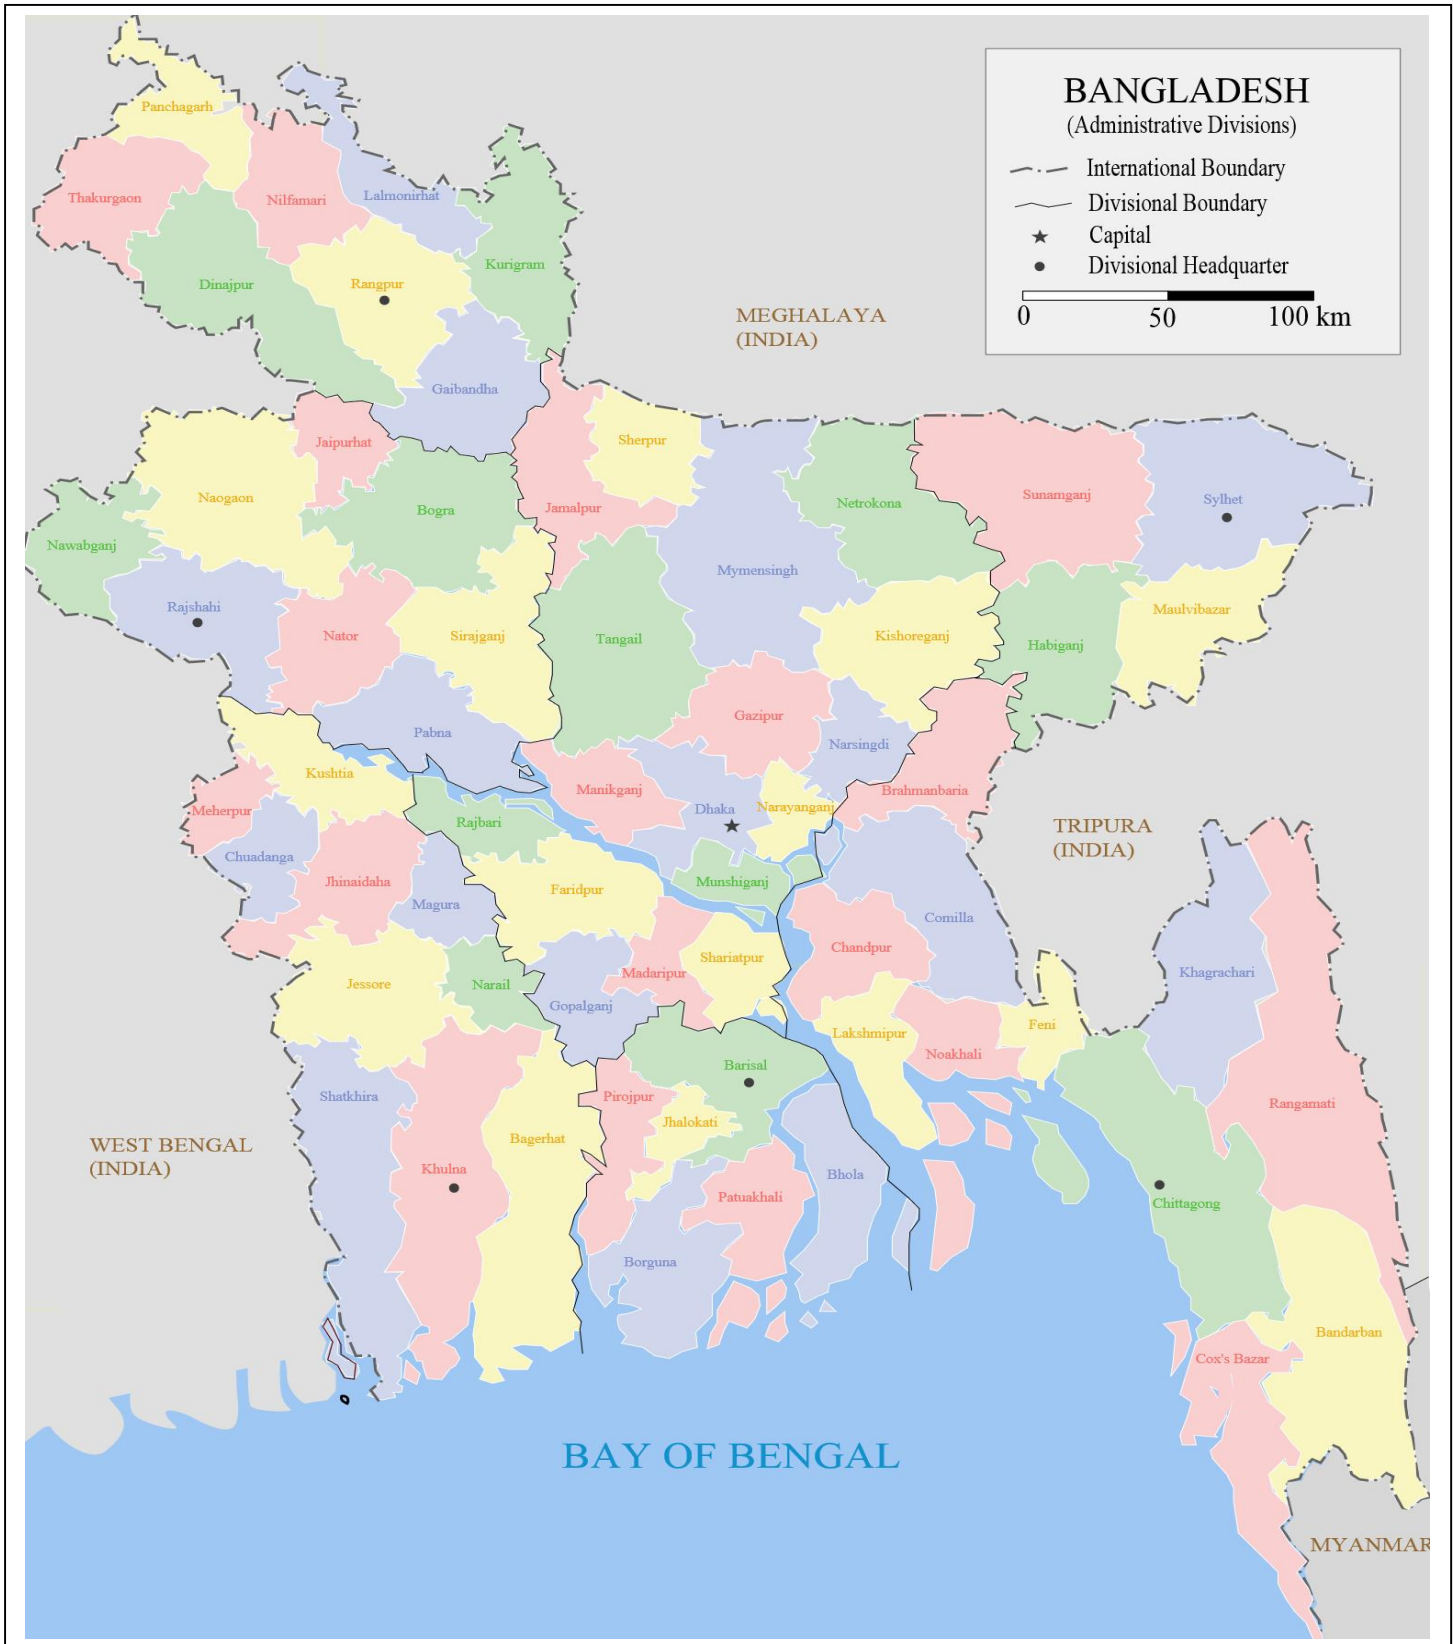 BANGLADESH
(Administrative Divisions)
International Boundary
Divisional Boundary
Capital
Divisional Headquarter
0 50 100 km
Panchagarh
Thakurgaon
Nilfamari
Lalmonirhat
Dinajpur
Rangpur
Kurigram
MEGHALAYA
(INDIA)
Gaibandha
Jaipurhat
Sherpur
Naogaon
Bogra
Jamalpur
Netrokona
Sunamganj
Sylhet
Nawabganj
Mymensingh
Rajshahi
Nator
Sirajganj
Tangail
Kishoreganj
Habiganj
Maulvibazar
Pabna
Gazipur
Narsingdi
Kushtia
Manikganj
Brahmanbaria
Meherpur
Rajbari
Dhaka
Narayanganj
TRIPURA
(INDIA)
Chuadanga
Jhinaidaha
Magura
Faridpur
Munshiganj
Comilla
Chandpur
Khagrachari
Jessore
Narail
Gopalganj
Madaripur
Shariatpur
Lakshmipur
Noakhali
Feni
Shatkhira
Barisal
Pirojpur
Jhalokati
Rangamati
WEST BENGAL
(INDIA)
Khulna
Bagerhat
Patuakhali
Bhola
Chittagong
Borguna
Bandarban
Cox's Bazar
BAY OF BENGAL
MYANMAR